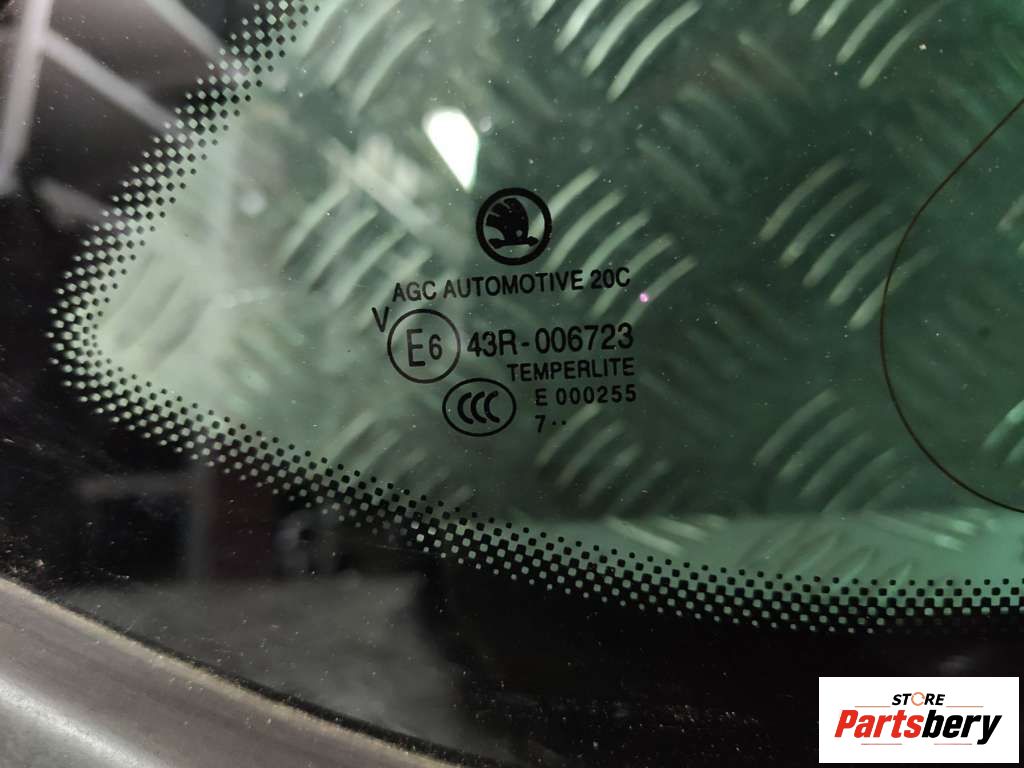 AGC AUTOMOTIVE 20C
V
E6 43R-006723
TEMPERLITE
CCC E 000255
7··
STORE
Partsbery